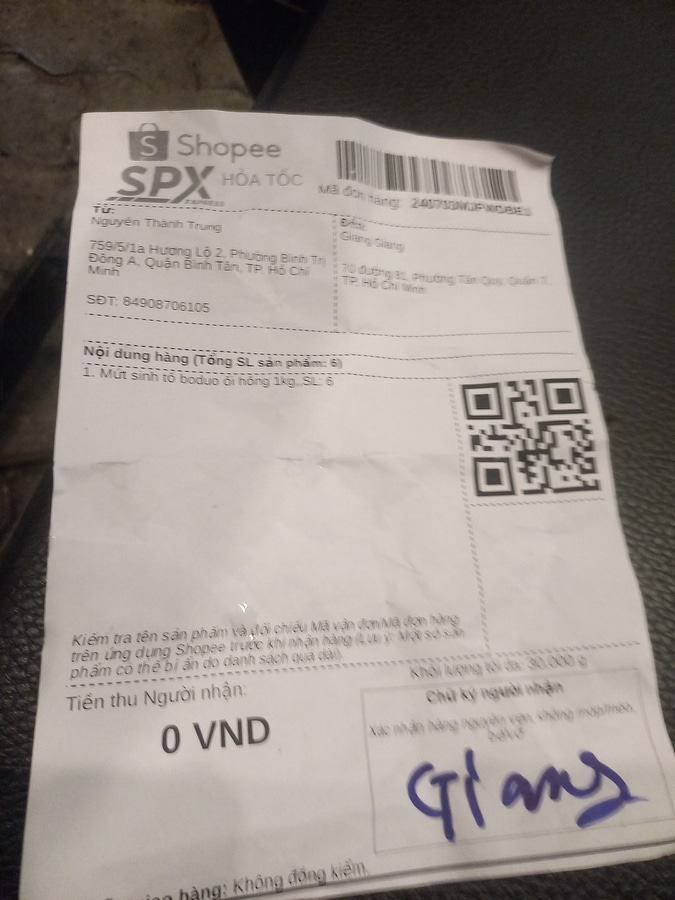 Shopee
SPX HỎA TỐC
EXPRESS
Mã đơn hàng:
Từ:
Nguyễn Thành Trung
759/5/1a Hương Lộ 2, Phường Bình Trị
Đông A, Quận Bình Tân, TP. Hồ Chí
Minh
SĐT: 84908706105
Đến:
Giang Giang
70 đường 81, Phường Tân Quy, Quận 7,
TP. Hồ Chí Minh
Nội dung hàng (Tổng SL sản phẩm: 6)
1. Mứt sinh tố boduo ổi hồng 1kg, SL: 6
Kiểm tra tên sản phẩm và đối chiếu Mã vận đơn/Mã đơn hàng
trên ứng dụng Shopee trước khi nhận hàng (Lưu ý: Một số sản
phẩm có thể bị ẩn do danh sách quá dài).
Khối lượng tối đa: 30,000 g
Tiền thu Người nhận:
0 VND
Chữ ký người nhận
Xác nhận hàng nguyên vẹn, không móp/méo,
bể/vỡ
Giang
hàng: Không đồng kiểm.